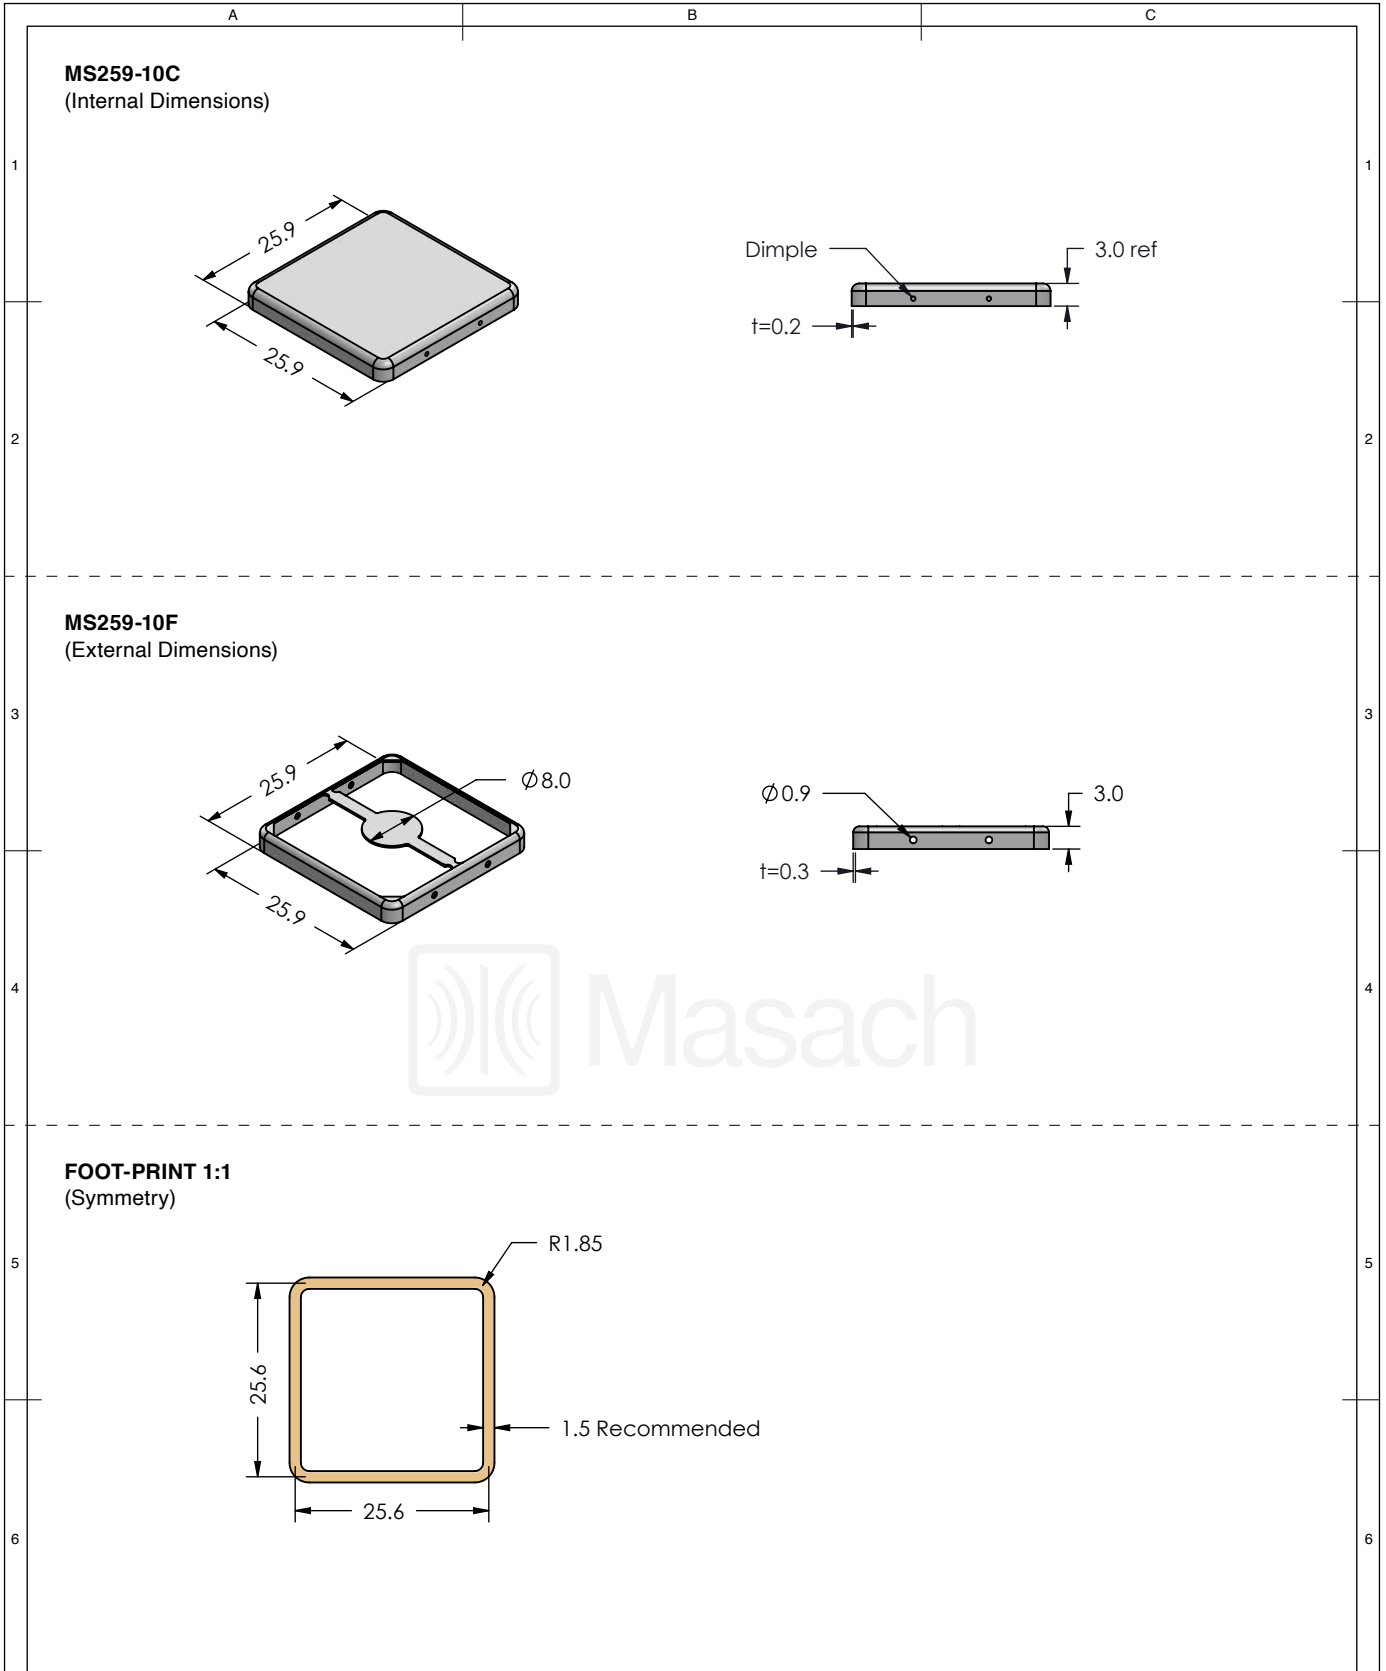 A B C
MS259-10C
(Internal Dimensions)
1 1
25.9
Dimple 3.0 ref
t=0.2
25.9
2 2
MS259-10F
(External Dimensions)
3 3
25.9 Ø8.0 Ø0.9 3.0
t=0.3
25.9
Masach
4 4
FOOT-PRINT 1:1
(Symmetry)
R1.85
5 5
25.6
1.5 Recommended
25.6
6 6